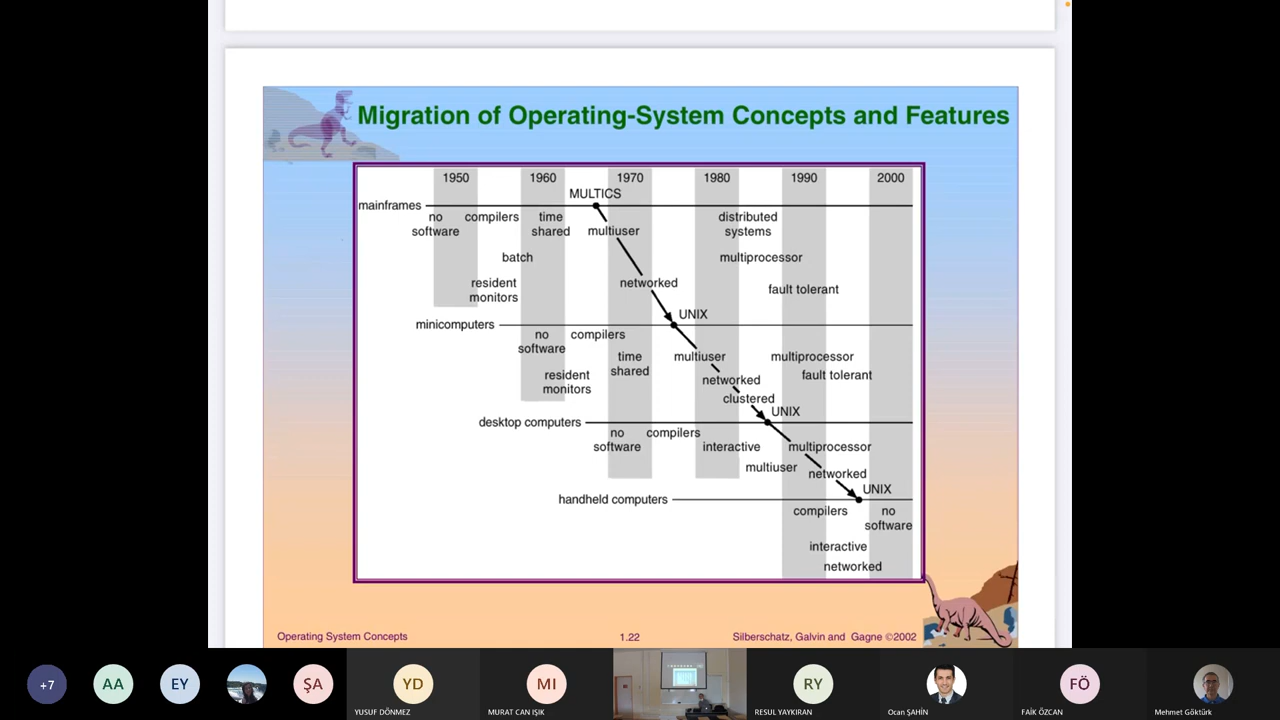 Migration of Operating-System Concepts and Features
1950 1960 1970 1980 1990 2000
MULTICS
mainframes
no software
compilers
time shared
multiuser
distributed systems
batch
multiprocessor
resident monitors
networked
fault tolerant
UNIX
minicomputers
no software
compilers
time shared
multiuser
multiprocessor
resident monitors
networked
fault tolerant
clustered
UNIX
desktop computers
no software
compilers
interactive
multiprocessor
multiuser
networked
UNIX
handheld computers
compilers
no software
interactive
networked
Operating System Concepts
1.22
Silberschatz, Galvin and Gagne ©2002
+7
AA
EY
ŞA
YD
YUSUF DÖNMEZ
MI
MURAT CAN IŞIK
RY
RESUL YAYKIRAN
Ocan ŞAHİN
FÖ
FAİK ÖZCAN
Mehmet Göktürk